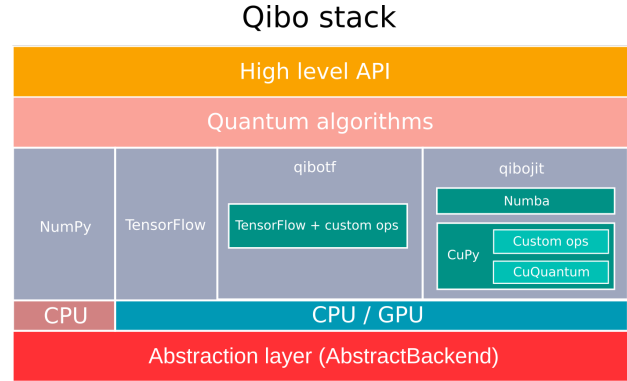 Qibo stack
High level API
Quantum algorithms
NumPy
TensorFlow
qibotf
TensorFlow + custom ops
qibojit
Numba
CuPy
Custom ops
CuQuantum
CPU
CPU / GPU
Abstraction layer (AbstractBackend)